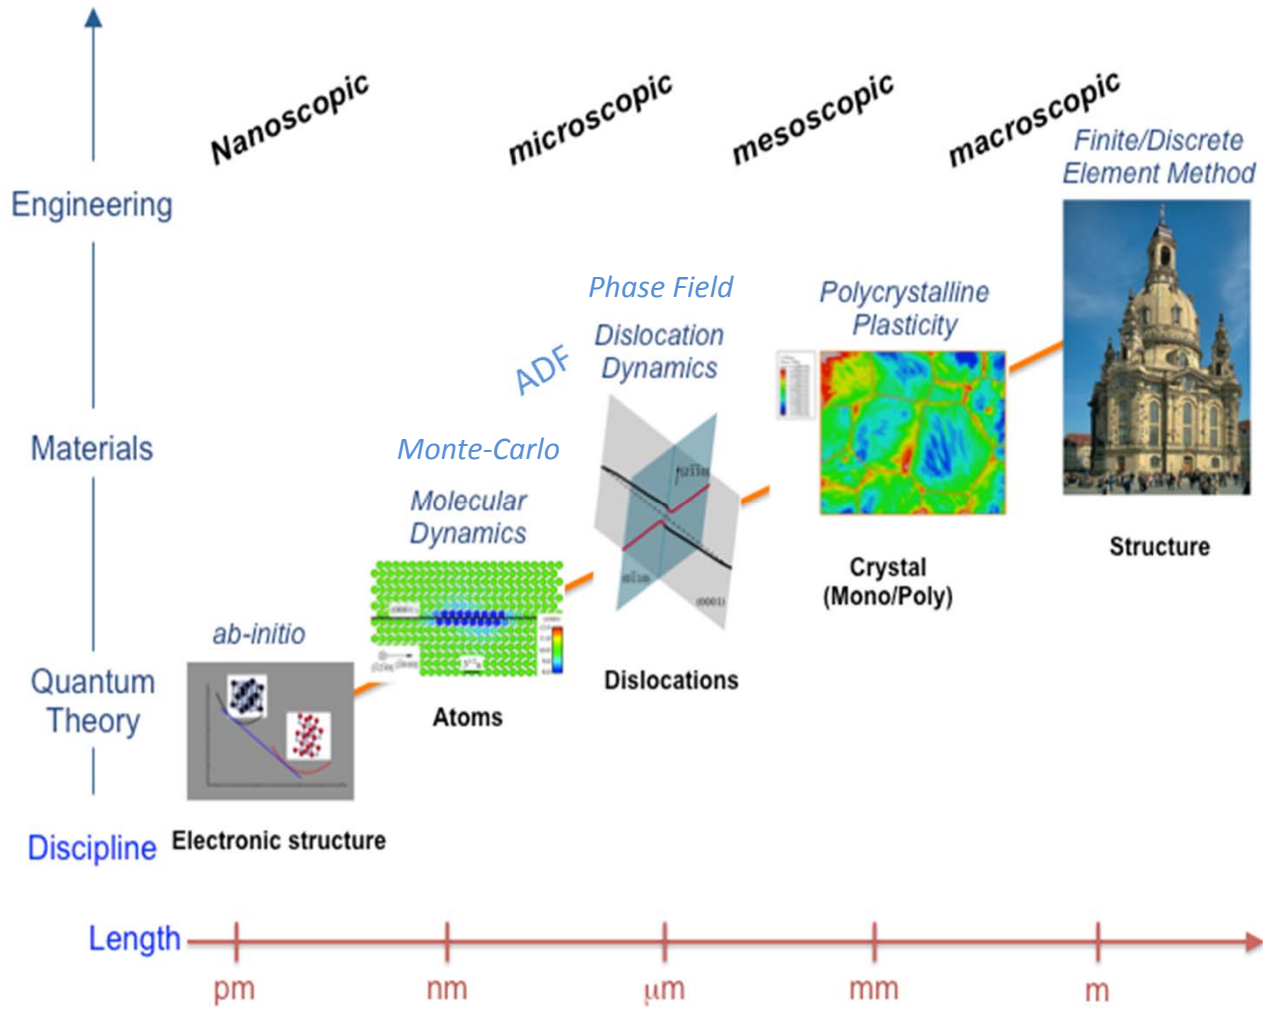 Nanoscopic
microscopic
mesoscopic
macroscopic
Finite/Discrete
Element Method
Engineering
Phase Field
Polycrystalline
Plasticity
Dislocation
Dynamics
ADF
Materials
Monte-Carlo
Molecular
Dynamics
Structure
Crystal
(Mono/Poly)
(0001)
ab-initio
Quantum
Theory
Dislocations
Atoms
Discipline
Electronic structure
Length
pm
nm
μm
mm
m